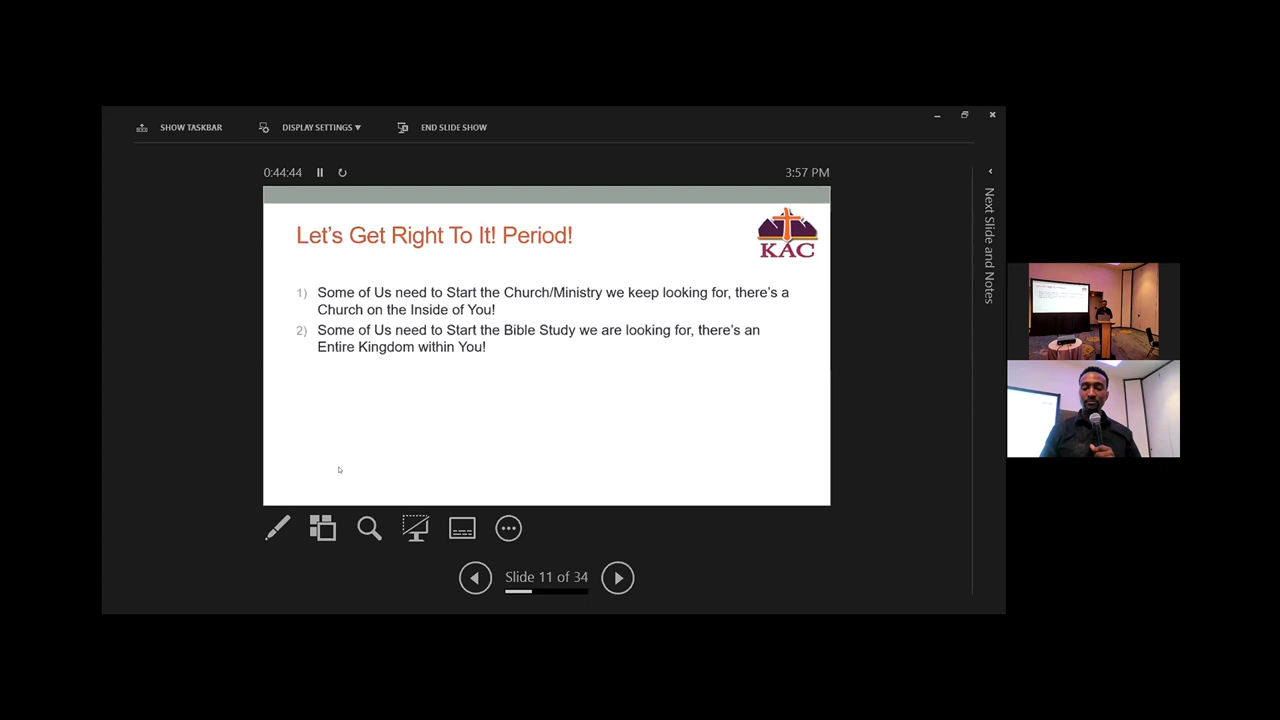 SHOW TASKBAR
DISPLAY SETTINGS ▼
END SLIDE SHOW
0:44:44
3:57 PM
Next Slide and Notes
Let's Get Right To It! Period!
KAC
1) Some of Us need to Start the Church/Ministry we keep looking for, there's a
Church on the Inside of You!
2) Some of Us need to Start the Bible Study we are looking for, there's an
Entire Kingdom within You!
Slide 11 of 34